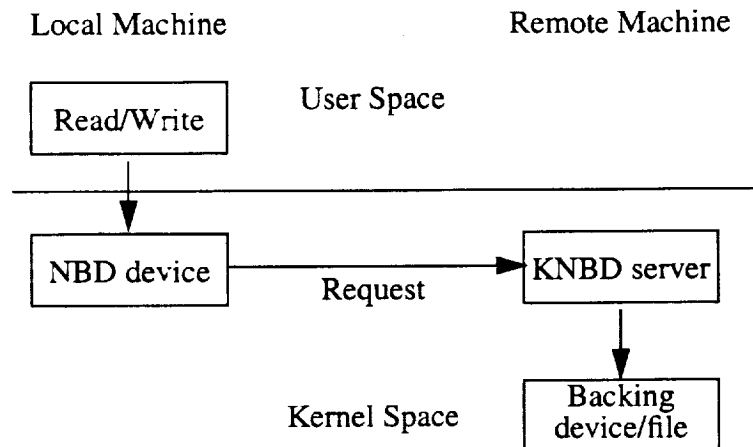 Local Machine
Remote Machine
User Space
Read/Write
NBD device
Request
KNBD server
Kernel Space
Backing
device/file